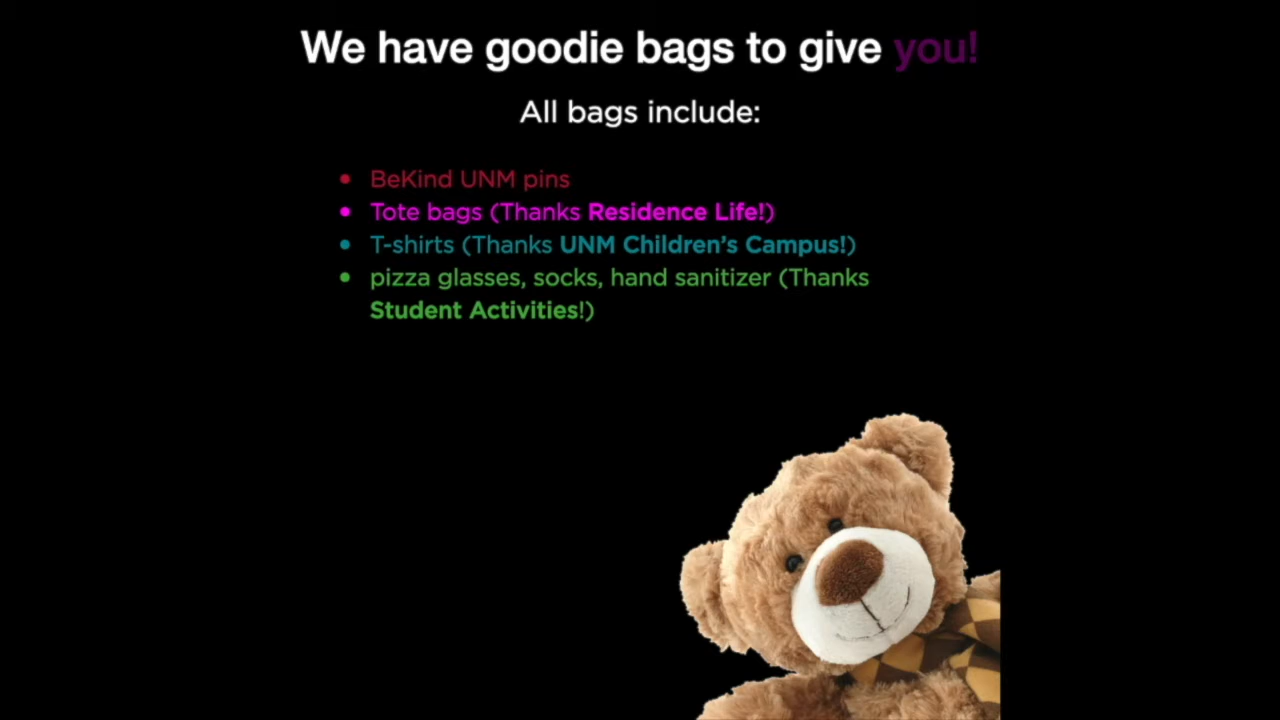 We have goodie bags to give you!
All bags include:
• BeKind UNM pins
• Tote bags (Thanks Residence Life!)
• T-shirts (Thanks UNM Children’s Campus!)
• pizza glasses, socks, hand sanitizer (Thanks
Student Activities!)